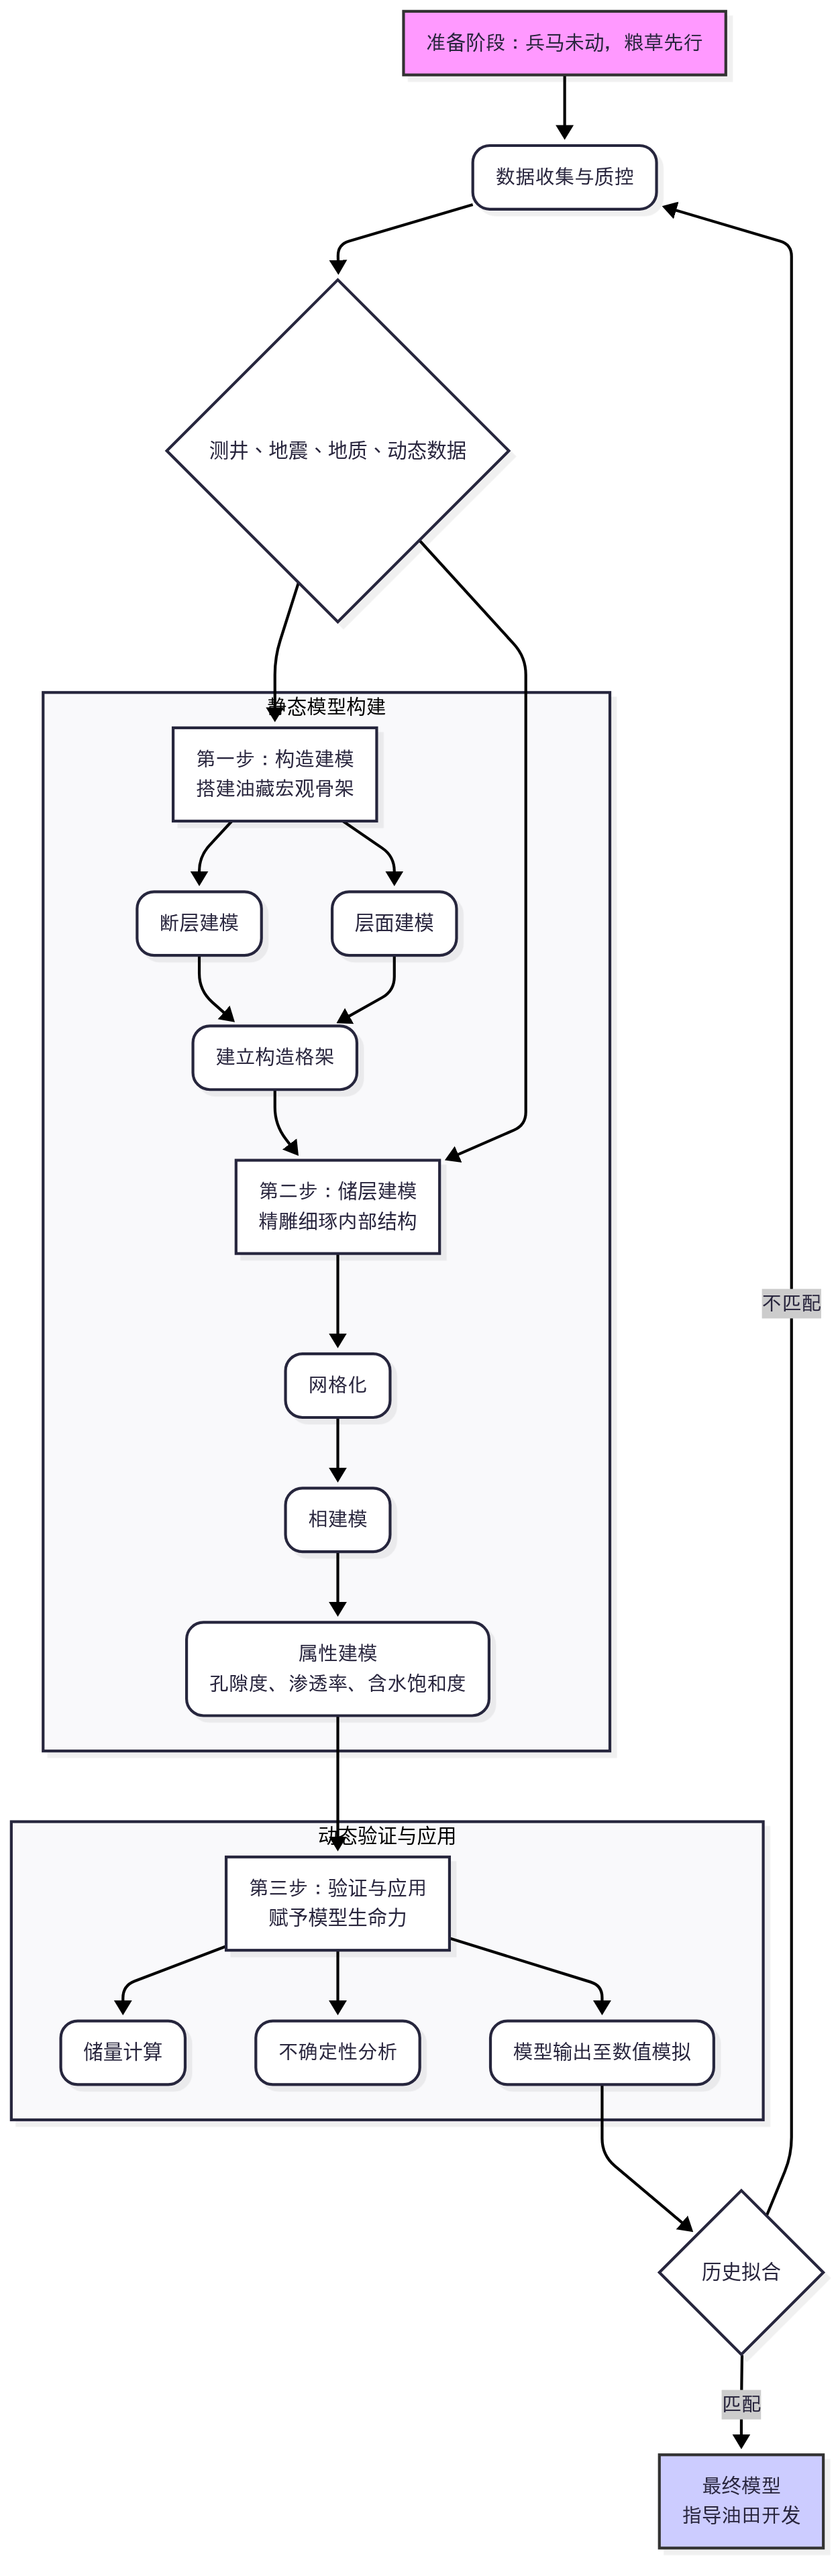 准备阶段：兵马未动，粮草先行
数据收集与质控
测井、地震、地质、动态数据
静态模型构建
第一步：构造建模
搭建油藏宏观骨架
断层建模
层面建模
建立构造格架
第二步：储层建模
精雕细琢内部结构
不匹配
网格化
相建模
属性建模
孔隙度、渗透率、含水饱和度
动态验证与应用
第三步：验证与应用
赋予模型生命力
储量计算
不确定性分析
模型输出至数值模拟
历史拟合
匹配
最终模型
指导油田开发